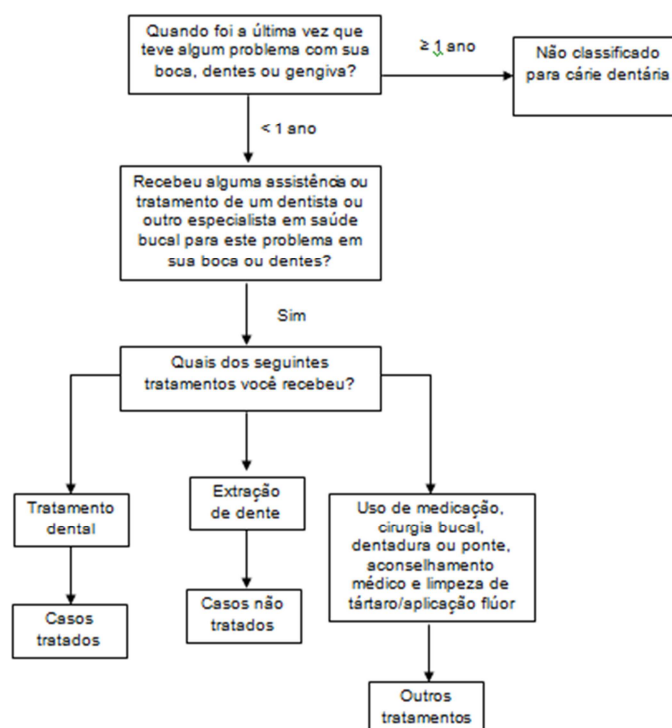 Quando foi a última vez que
teve algum problema com sua
boca, dentes ou gengiva?
≥ 1 ano
Não classificado
para cárie dentária
< 1 ano
Recebeu alguma assistência ou
tratamento de um dentista ou
outro especialista em saúde
bucal para este problema em
sua boca ou dentes?
Sim
Quais dos seguintes
tratamentos você recebeu?
Tratamento
dental
Extração
de dente
Uso de medicação,
cirurgia bucal,
dentadura ou ponte,
aconselhamento
médico e limpeza de
tártaro/aplicação flúor
Casos
tratados
Casos não
tratados
Outros
tratamentos